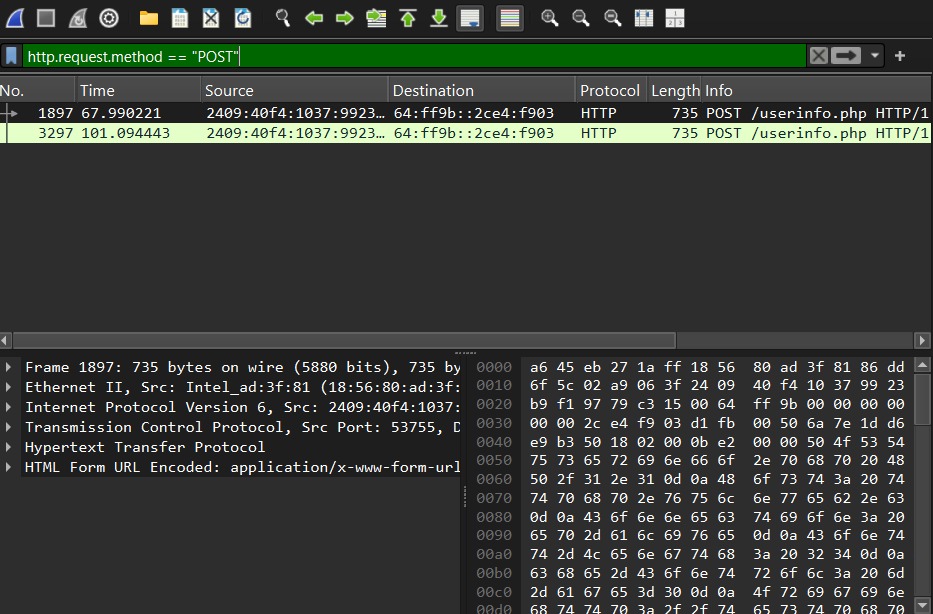 http.request.method == "POST"
No. Time Source Destination Protocol Length Info
1897 67.990221 2409:40f4:1037:9923… 64:ff9b::2ce4:f903 HTTP 735 POST /userinfo.php HTTP/1
3297 101.094443 2409:40f4:1037:9923… 64:ff9b::2ce4:f903 HTTP 735 POST /userinfo.php HTTP/1
Frame 1897: 735 bytes on wire (5880 bits), 735 by
Ethernet II, Src: Intel_ad:3f:81 (18:56:80:ad:3f:
Internet Protocol Version 6, Src: 2409:40f4:1037:
Transmission Control Protocol, Src Port: 53755, D
Hypertext Transfer Protocol
HTML Form URL Encoded: application/x-www-form-url
0000 a6 45 eb 27 1a ff 18 56 80 ad 3f 81 86 dd
0010 6f 5c 02 a9 06 3f 24 09 40 f4 10 37 99 23
0020 b9 f1 97 79 c3 15 00 64 ff 9b 00 00 00 00
0030 00 00 2c e4 f9 03 d1 fb 00 50 6a 7e 1d d6
0040 e9 b3 50 18 02 00 0b e2 00 00 50 4f 53 54
0050 75 73 65 72 69 6e 66 6f 2e 70 68 70 20 48
0060 50 2f 31 2e 31 0d 0a 48 6f 73 74 3a 20 74
0070 74 70 68 70 2e 76 75 6c 6e 77 65 62 2e 63
0080 0d 0a 43 6f 6e 6e 65 63 74 69 6f 6e 3a 20
0090 65 70 2d 61 6c 69 76 65 0d 0a 43 6f 6e 74
00a0 74 2d 4c 65 6e 67 74 68 3a 20 32 34 0d 0a
00b0 63 68 65 2d 43 6f 6e 74 72 6f 6c 3a 20 6d
00c0 2d 61 67 65 3d 30 0d 0a 4f 72 69 67 69 6e
00d0 68 74 74 70 3a 2f 2f 74 65 73 74 70 68 70